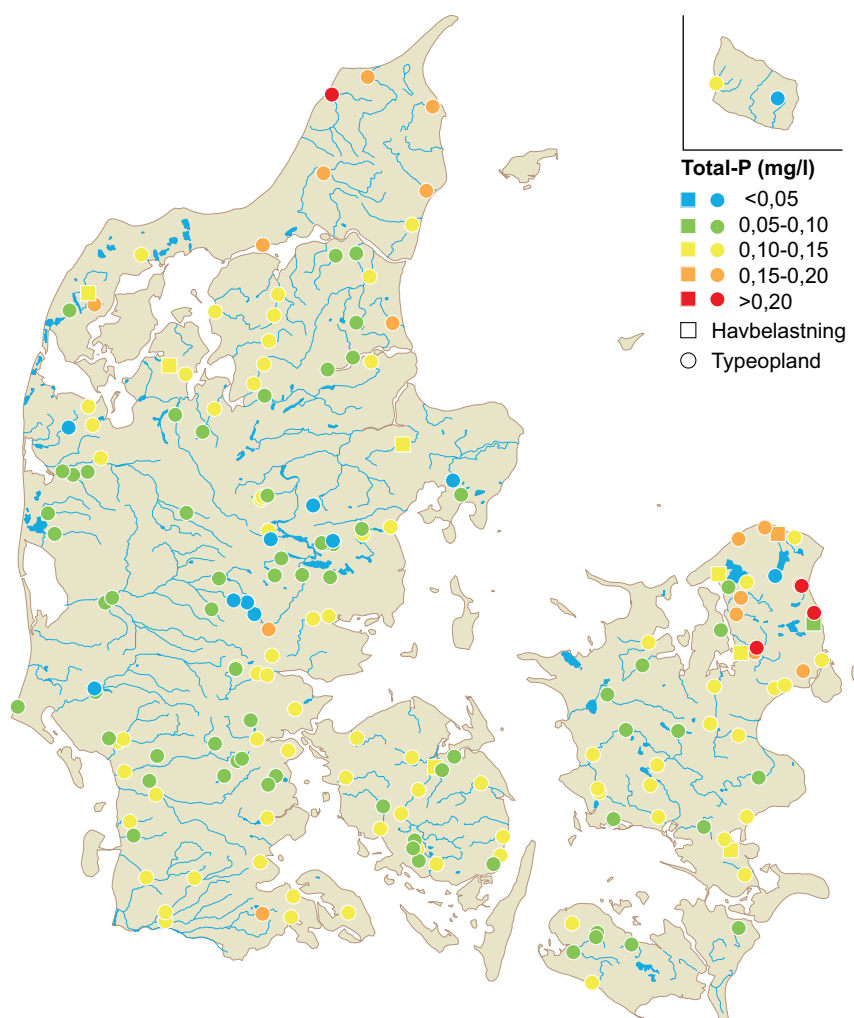 Total-P (mg/l)
<0,05
0,05-0,10
0,10-0,15
0,15-0,20
>0,20
Havbelastning
Typeopland